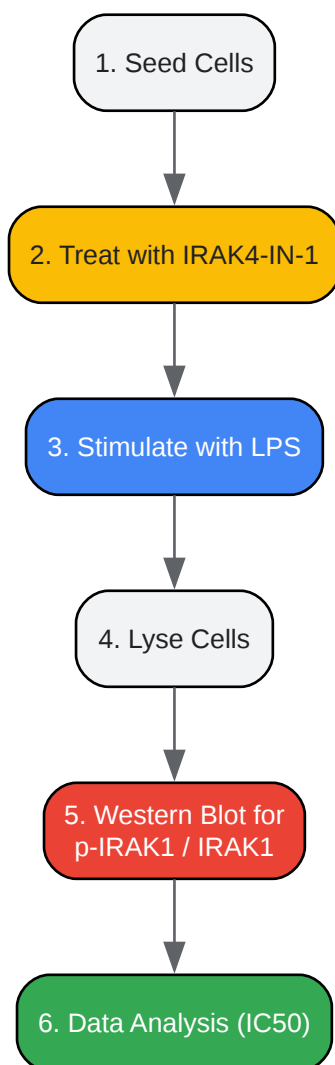 1. Seed Cells
2. Treat with IRAK4-IN-1
3. Stimulate with LPS
4. Lyse Cells
5. Western Blot for
p-IRAK1 / IRAK1
6. Data Analysis (IC50)